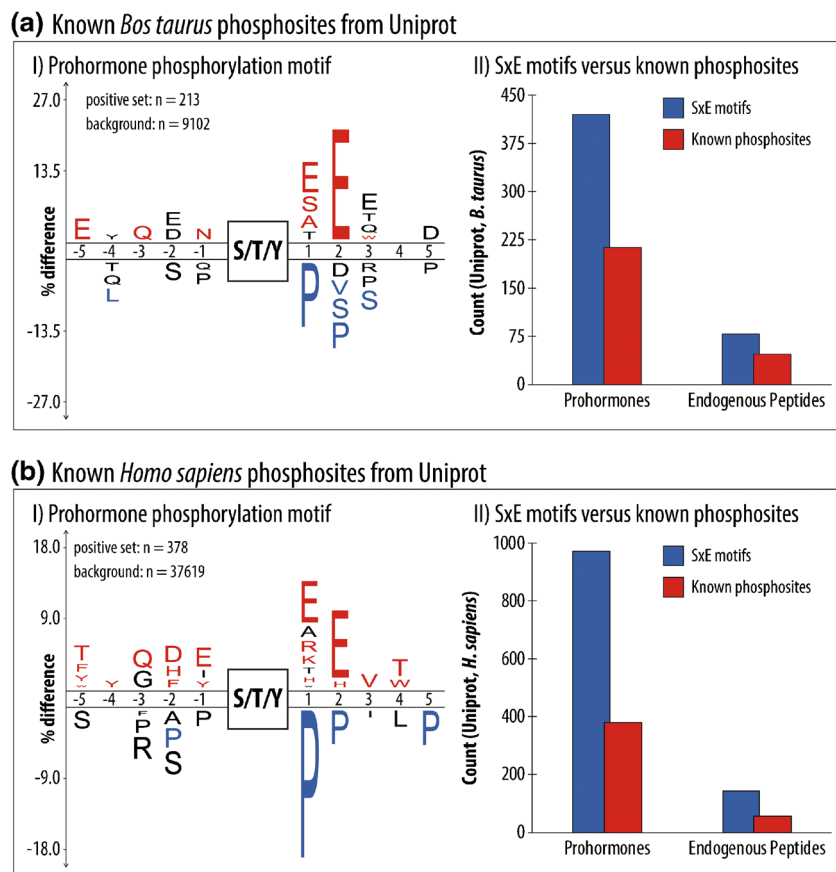 (a) Known Bos taurus phosphosites from Uniprot
I) Prohormone phosphorylation motif
positive set: n = 213
background: n = 9102
27.0
13.5
-13.5
-27.0
% difference
E Y Q E N E E E D
D S T
A Q
T W
-5 -4 -3 -2 -1 S/T/Y 1 2 3 4 5
T S Q P D R P
Q P V P
L S S
P
II) SxE motifs versus known phosphosites
SxE motifs
Known phosphosites
Count (Uniprot, B. taurus)
450
375
300
225
150
75
0
Prohormones Endogenous Peptides
(b) Known Homo sapiens phosphosites from Uniprot
I) Prohormone phosphorylation motif
positive set: n = 378
background: n = 37619
18.0
9.0
-9.0
-18.0
% difference
T Y Q D E E E V T
F G H I A H W
Y F Y R
K
T
I
-5 -4 -3 -2 -1 S/T/Y 1 2 3 4 5
S F A P P P I L P
P P
R S
II) SxE motifs versus known phosphosites
SxE motifs
Known phosphosites
Count (Uniprot, H. sapiens)
1000
800
600
400
200
0
Prohormones Endogenous Peptides